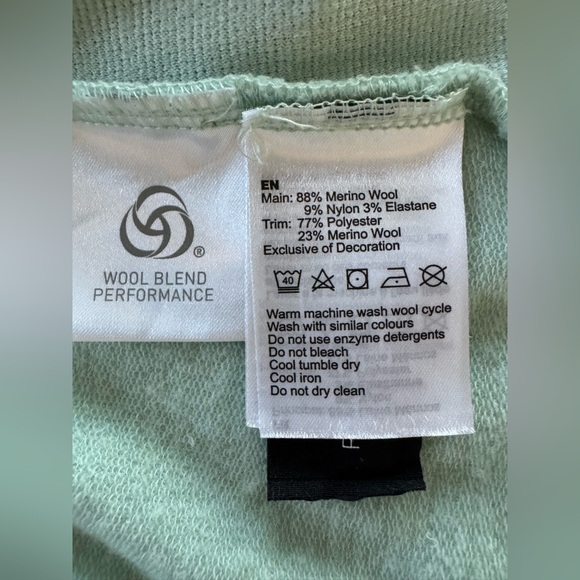 WOOL BLEND
PERFORMANCE
®
EN
Main: 88% Merino Wool
9% Nylon 3% Elastane
Trim: 77% Polyester
23% Merino Wool
Exclusive of Decoration
40
Warm machine wash wool cycle
Wash with similar colours
Do not use enzyme detergents
Do not bleach
Cool tumble dry
Cool iron
Do not dry clean